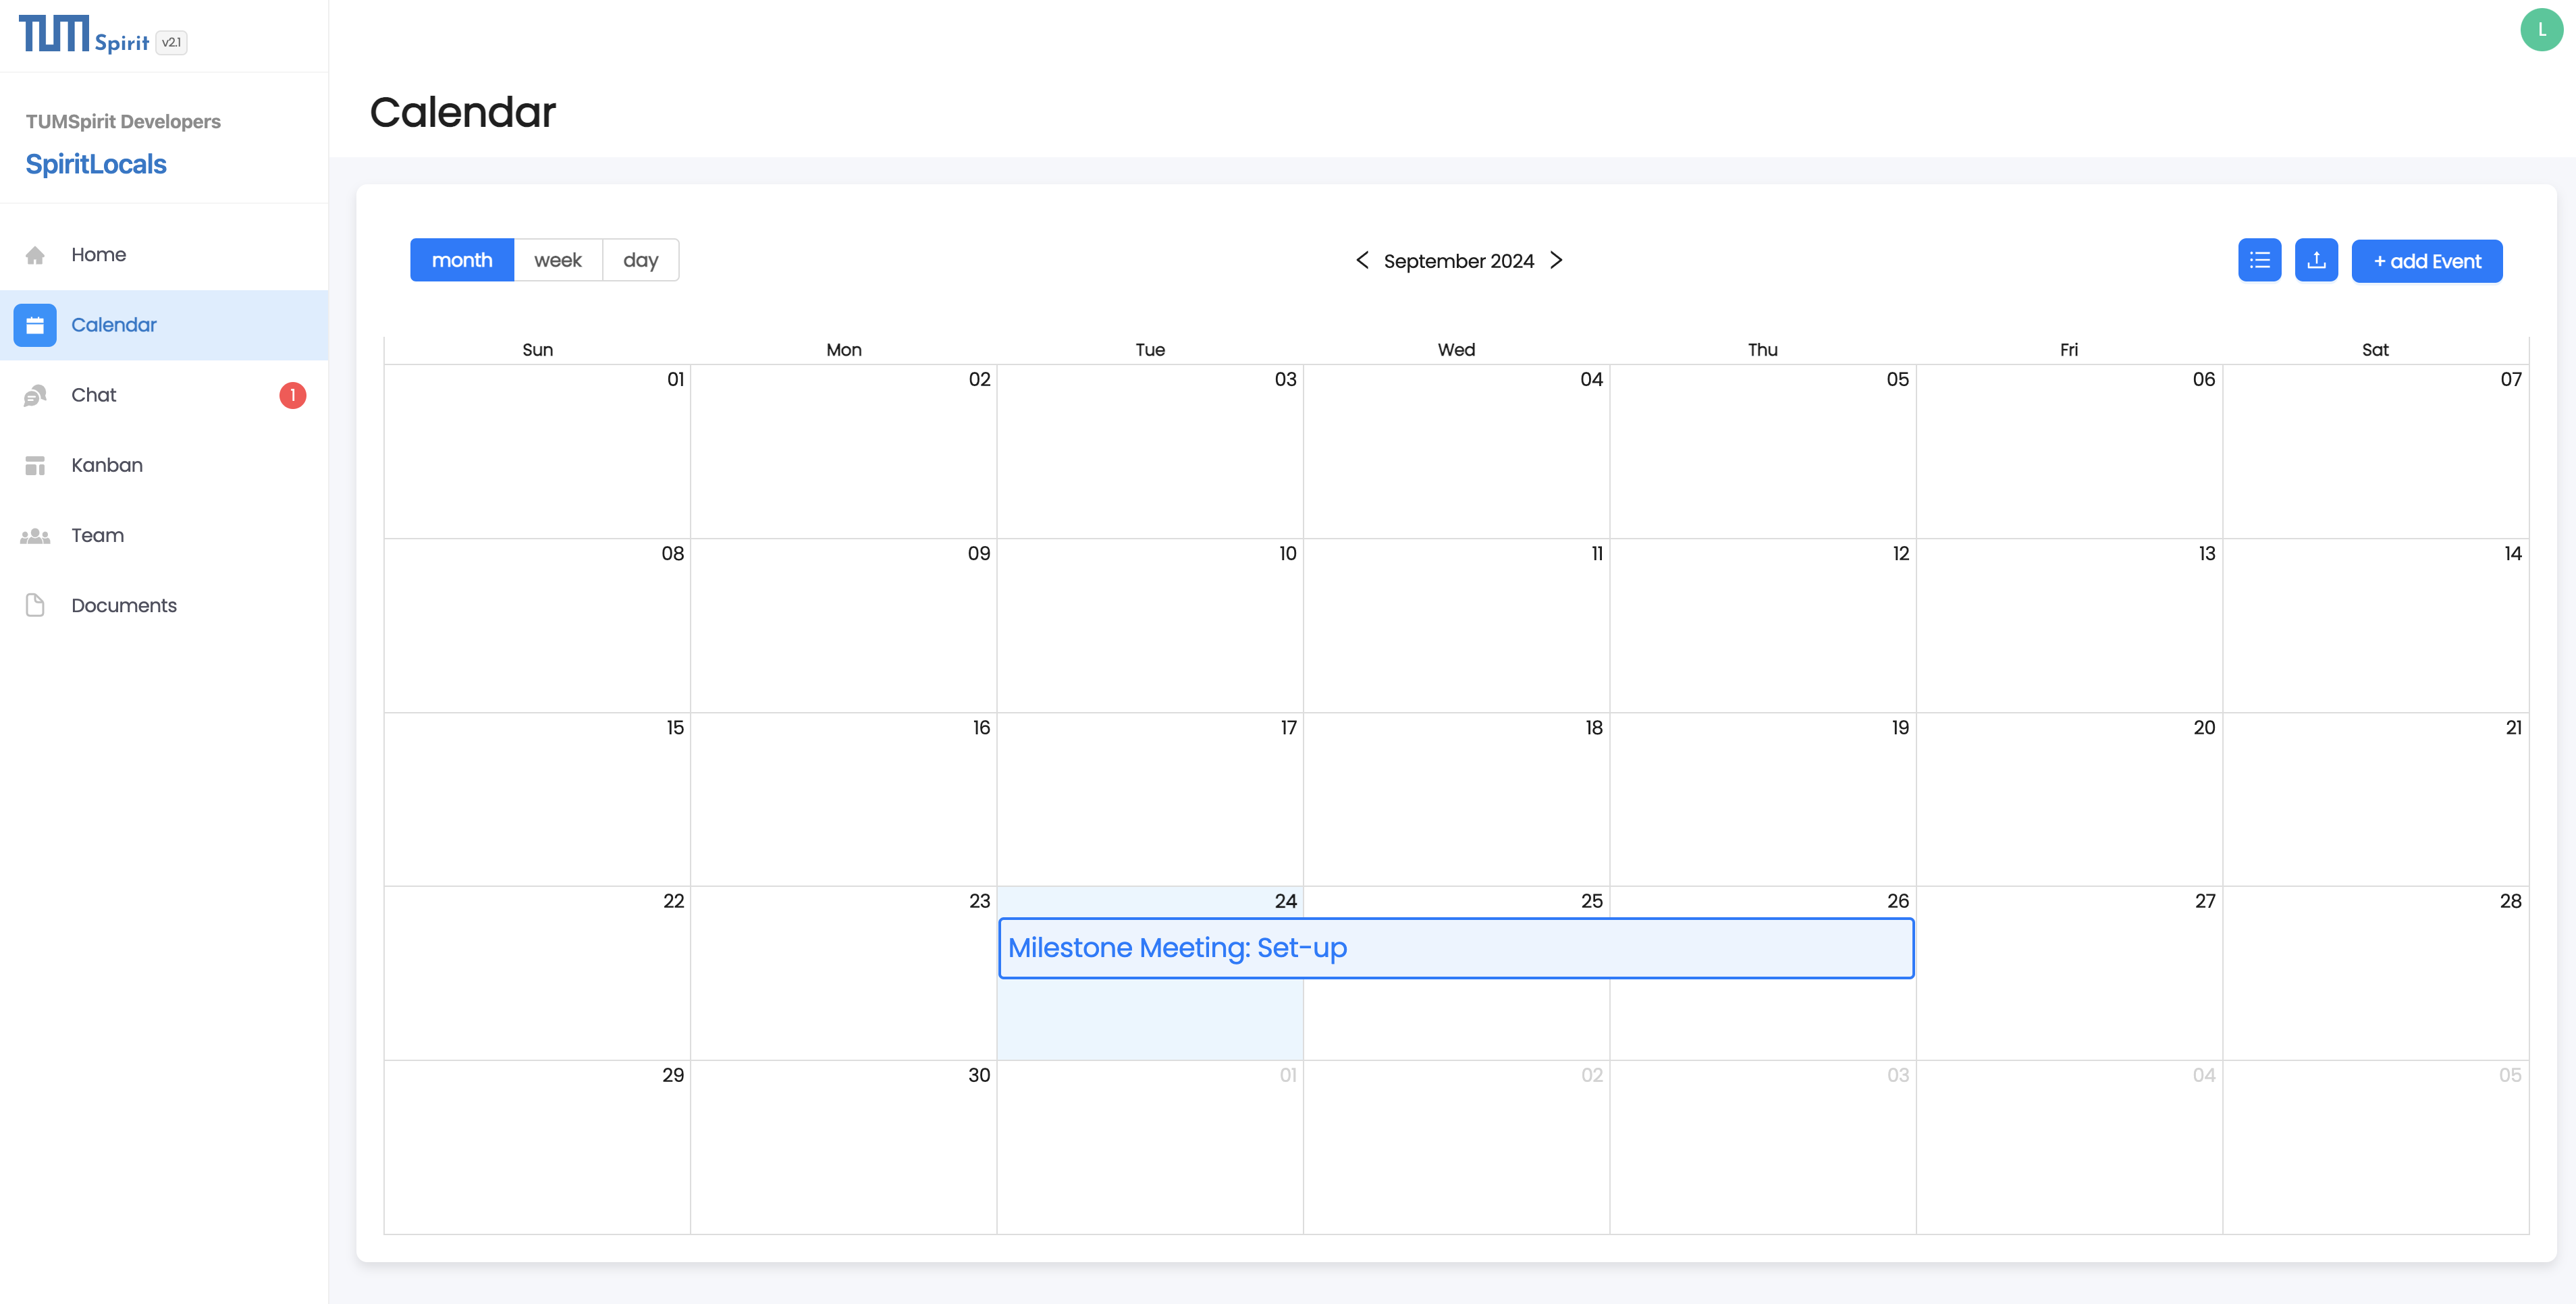 TUM Spirit v2.1
L
TUMSpirit Developers
SpiritLocals
Home
Calendar
Chat 1
Kanban
Team
Documents
Calendar
month week day
< September 2024 >
+ add Event
Sun Mon Tue Wed Thu Fri Sat
01 02 03 04 05 06 07
08 09 10 11 12 13 14
15 16 17 18 19 20 21
22 23 24 25 26 27 28
Milestone Meeting: Set-up
29 30 01 02 03 04 05